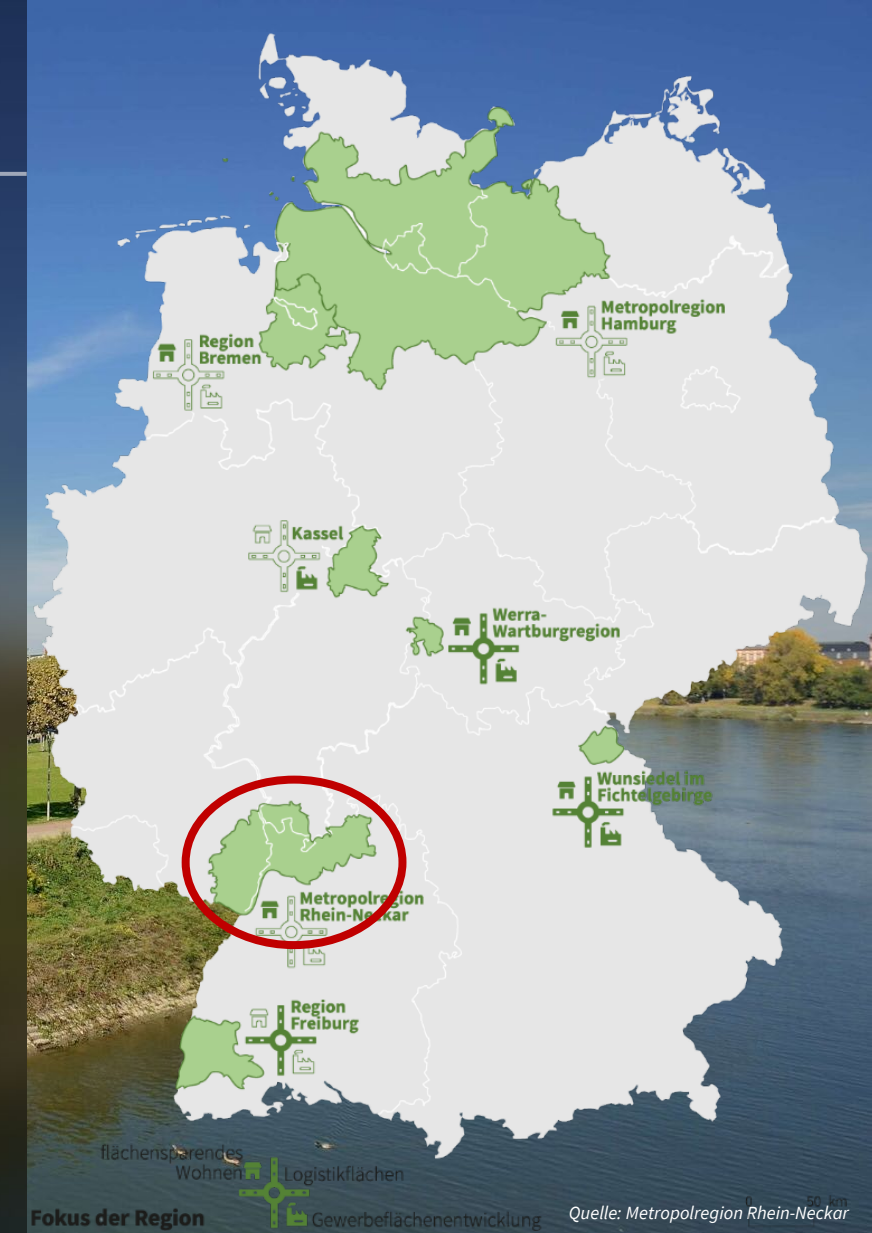 Metropolregion
Hamburg
Region
Bremen
Kassel
Werra-
Wartburgregion
Wunsiedel im
Fichtelgebirge
Metropolregion
Rhein-Neckar
Region
Freiburg
flächensparendes
Wohnen
Logistikflächen
Gewerbeflächenentwicklung
Fokus der Region
0 50 km
Quelle: Metropolregion Rhein-Neckar